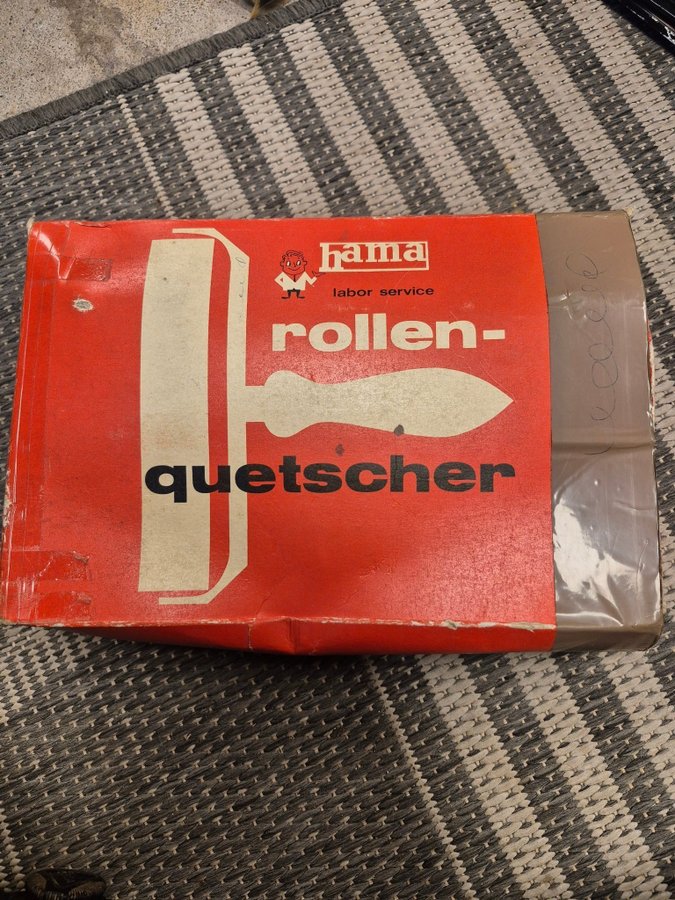 hama
labor service
rollen-
quetscher